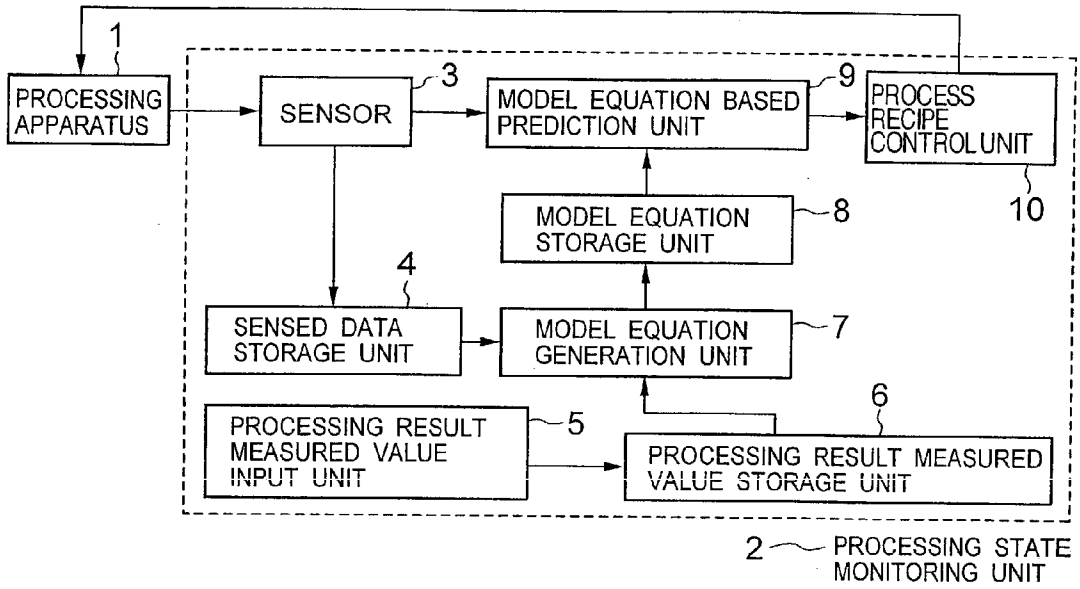 1
PROCESSING
APPARATUS
3
SENSOR
9
MODEL EQUATION BASED
PREDICTION UNIT
PROCESS
RECIPE
CONTROL UNIT
10
MODEL EQUATION
STORAGE UNIT
8
4
SENSED DATA
STORAGE UNIT
MODEL EQUATION
GENERATION UNIT
7
PROCESSING RESULT
MEASURED VALUE
INPUT UNIT
5
6
PROCESSING RESULT MEASURED
VALUE STORAGE UNIT
2
PROCESSING STATE
MONITORING UNIT